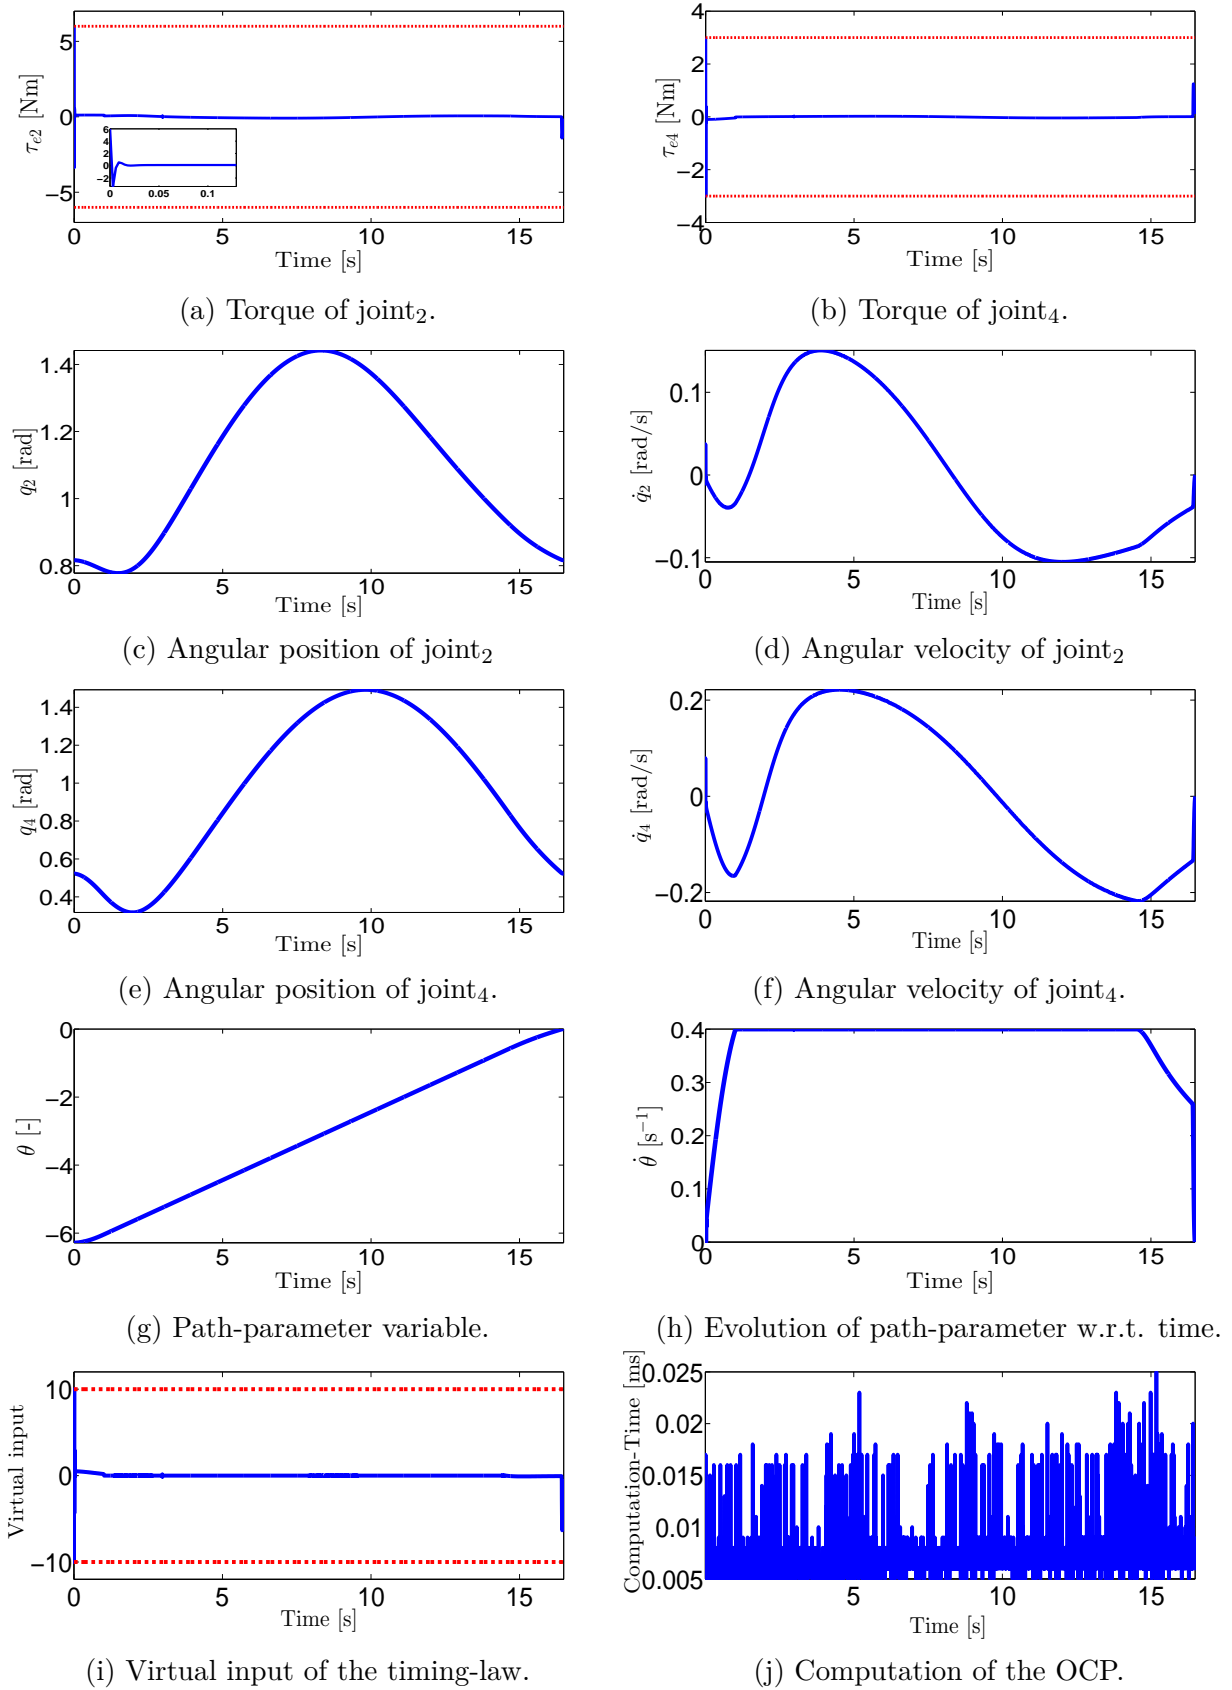 5
0
−5
τe2 [Nm]
6
4
2
0
−2
0 0.05 0.1
0 5 10 15
Time [s]
(a) Torque of joint₂.
4
2
0
−2
−4
τe4 [Nm]
0 5 10 15
Time [s]
(b) Torque of joint₄.
1.4
1.2
1
0.8
q₂ [rad]
0 5 10 15
Time [s]
(c) Angular position of joint₂
0.1
0
−0.1
q̇₂ [rad/s]
0 5 10 15
Time [s]
(d) Angular velocity of joint₂
1.4
1.2
1
0.8
0.6
0.4
q₄ [rad]
0 5 10 15
Time [s]
(e) Angular position of joint₄.
0.2
0
−0.2
q̇₄ [rad/s]
0 5 10 15
Time [s]
(f) Angular velocity of joint₄.
0
−2
−4
−6
θ [-]
0 5 10 15
Time [s]
(g) Path-parameter variable.
0.4
0.3
0.2
0.1
0
θ̇ [s⁻¹]
0 5 10 15
Time [s]
(h) Evolution of path-parameter w.r.t. time.
10
0
−10
Virtual input
0 5 10 15
Time [s]
(i) Virtual input of the timing-law.
0.025
0.02
0.015
0.01
0.005
Computation-Time [ms]
5 10 15
Time [s]
(j) Computation of the OCP.